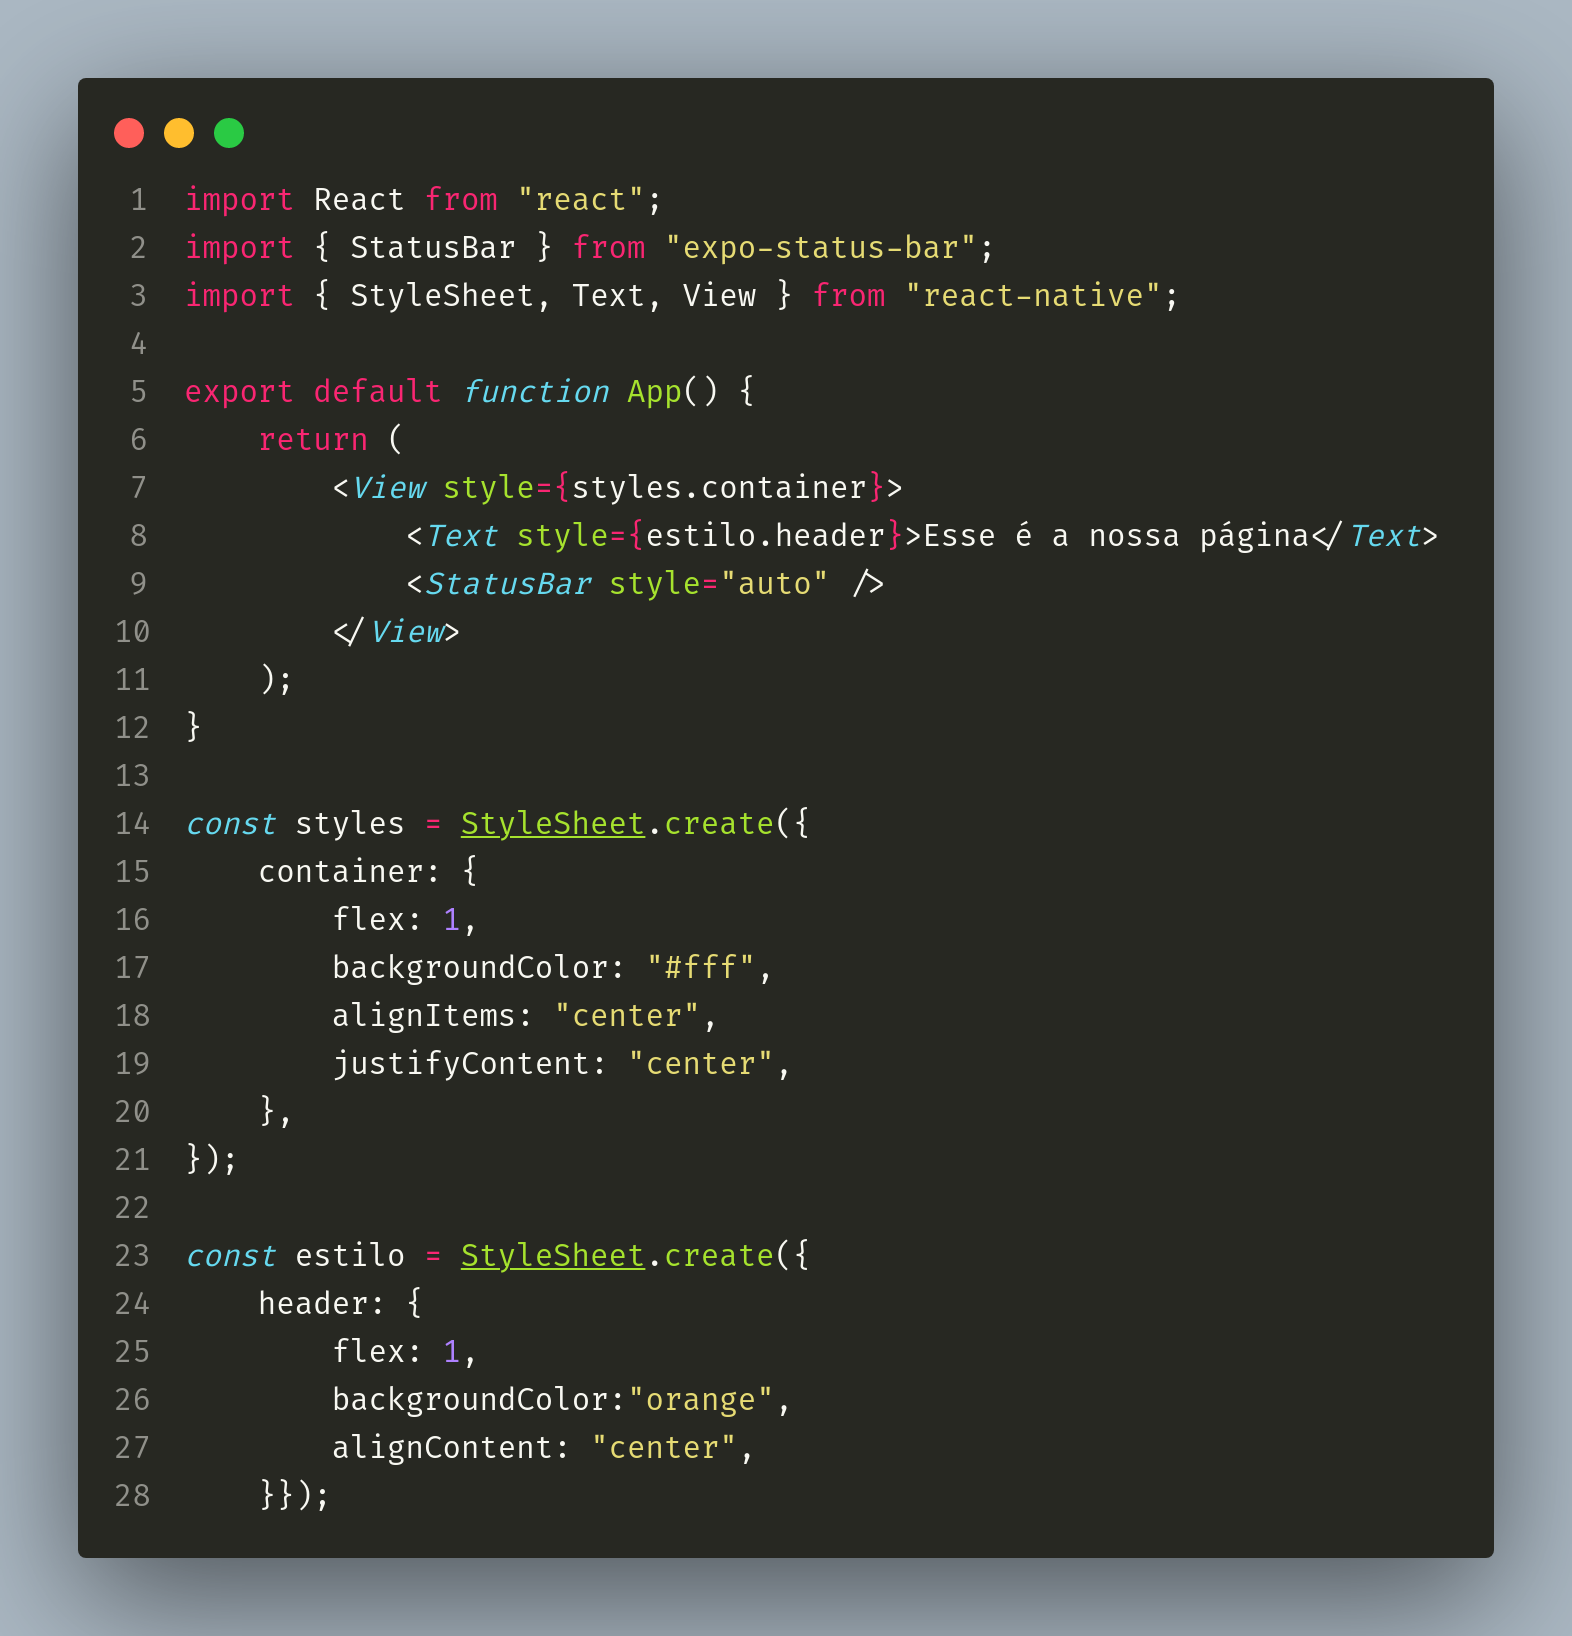 1 import React from "react";
2 import { StatusBar } from "expo-status-bar";
3 import { StyleSheet, Text, View } from "react-native";
4
5 export default function App() {
6     return (
7         <View style={styles.container}>
8             <Text style={estilo.header}>Esse é a nossa página</Text>
9             <StatusBar style="auto" />
10         </View>
11     );
12 }
13
14 const styles = StyleSheet.create({
15     container: {
16         flex: 1,
17         backgroundColor: "#fff",
18         alignItems: "center",
19         justifyContent: "center",
20     },
21 });
22
23 const estilo = StyleSheet.create({
24     header: {
25         flex: 1,
26         backgroundColor:"orange",
27         alignContent: "center",
28     }});